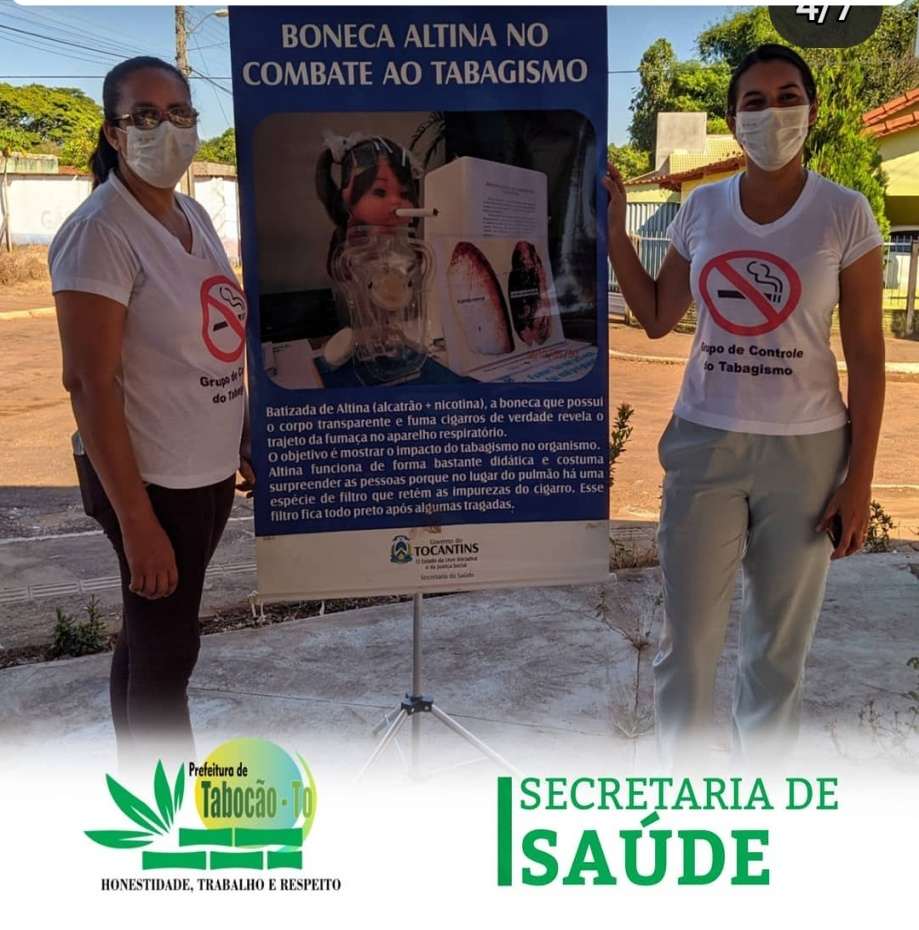 4/7
BONECA ALTINA NO
COMBATE AO TABAGISMO
Batizada de Altina (alcatrão + nicotina), a boneca que possui
o corpo transparente e fuma cigarros de verdade revela o
trajeto da fumaça no aparelho respiratório.
O objetivo é mostrar o impacto do tabagismo no organismo.
Altina funciona de forma bastante didática e costuma
surpreender as pessoas porque no lugar do pulmão há uma
espécie de filtro que retém as impurezas do cigarro. Esse
filtro fica todo preto após algumas tragadas.
Governo do
TOCANTINS
O Estado da Livre Iniciativa
e da Justiça Social
Secretaria da Saúde
Grupo de
do
upo de Controle
do Tabagismo
Prefeitura de
Tabocão - To
HONESTIDADE, TRABALHO E RESPEITO
SECRETARIA DE
SAÚDE